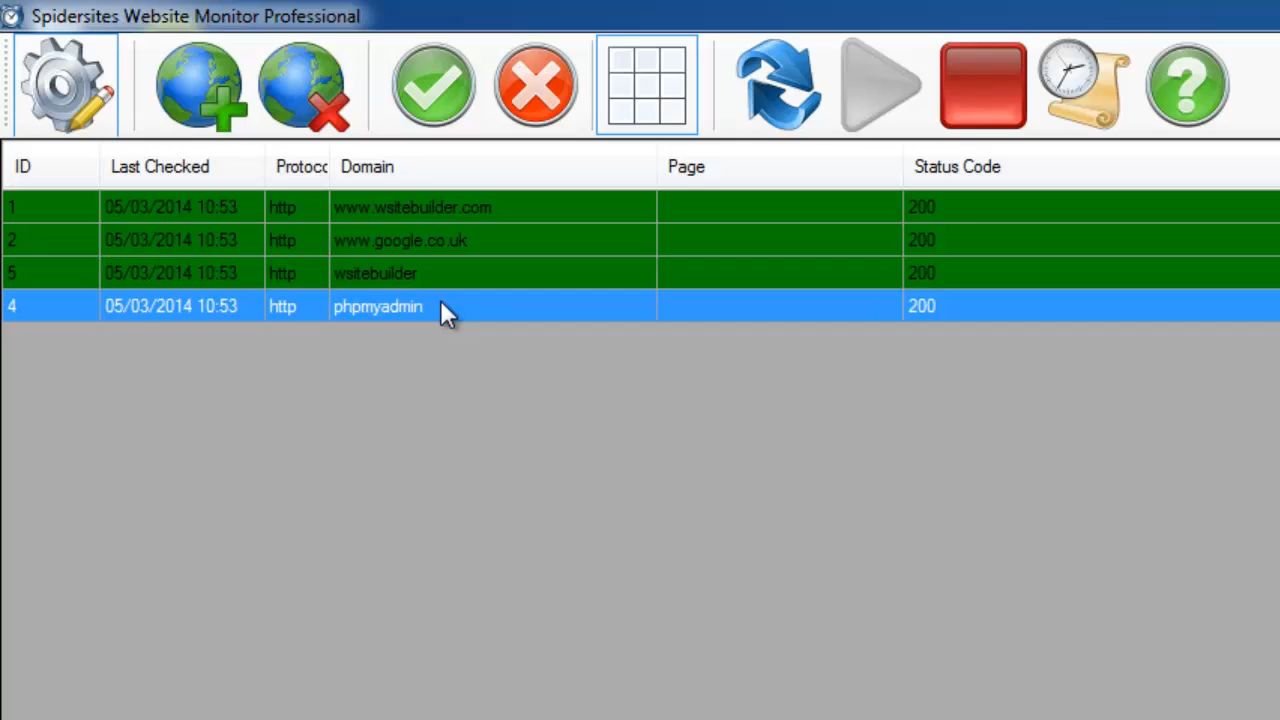 Spidersites Website Monitor Professional
ID Last Checked Protoco Domain Page Status Code
1 05/03/2014 10:53 http www.wsitebuilder.com 200
2 05/03/2014 10:53 http www.google.co.uk 200
5 05/03/2014 10:53 http wsitebuilder 200
4 05/03/2014 10:53 http phpmyadmin 200